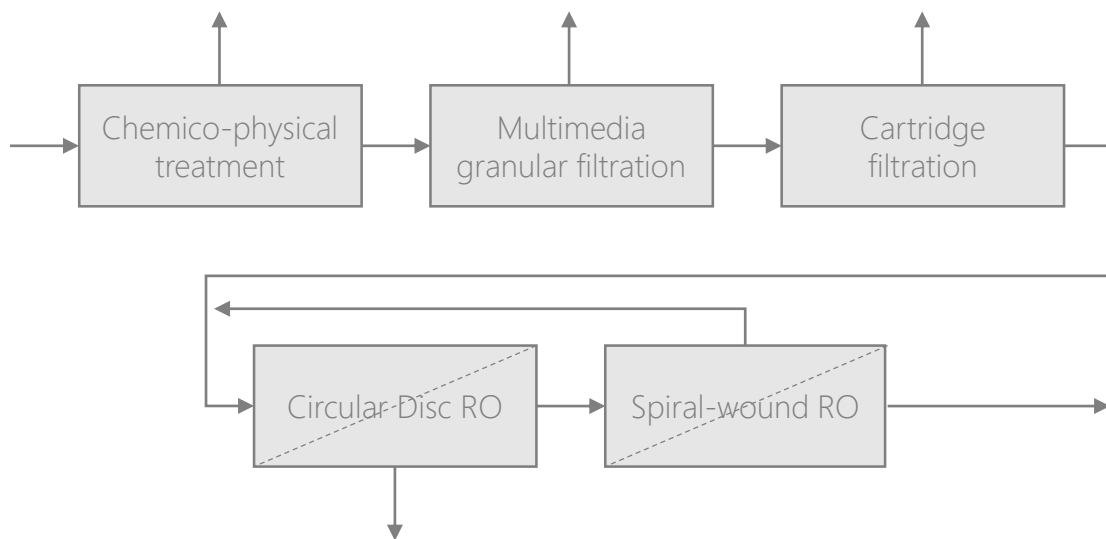 Chemico-physical
treatment
Multimedia
granular filtration
Cartridge
filtration
Circular Disc RO
Spiral-wound RO